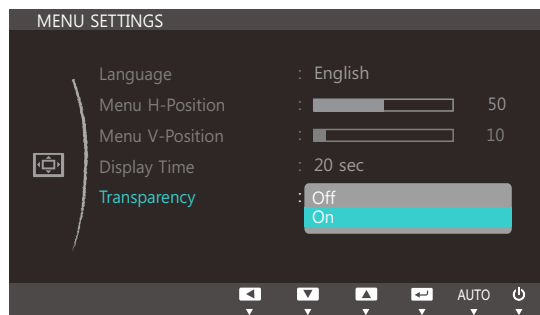 MENU SETTINGS
Language : English
Menu H-Position : 50
Menu V-Position : 10
Display Time : 20 sec
Transparency : Off
On
AUTO